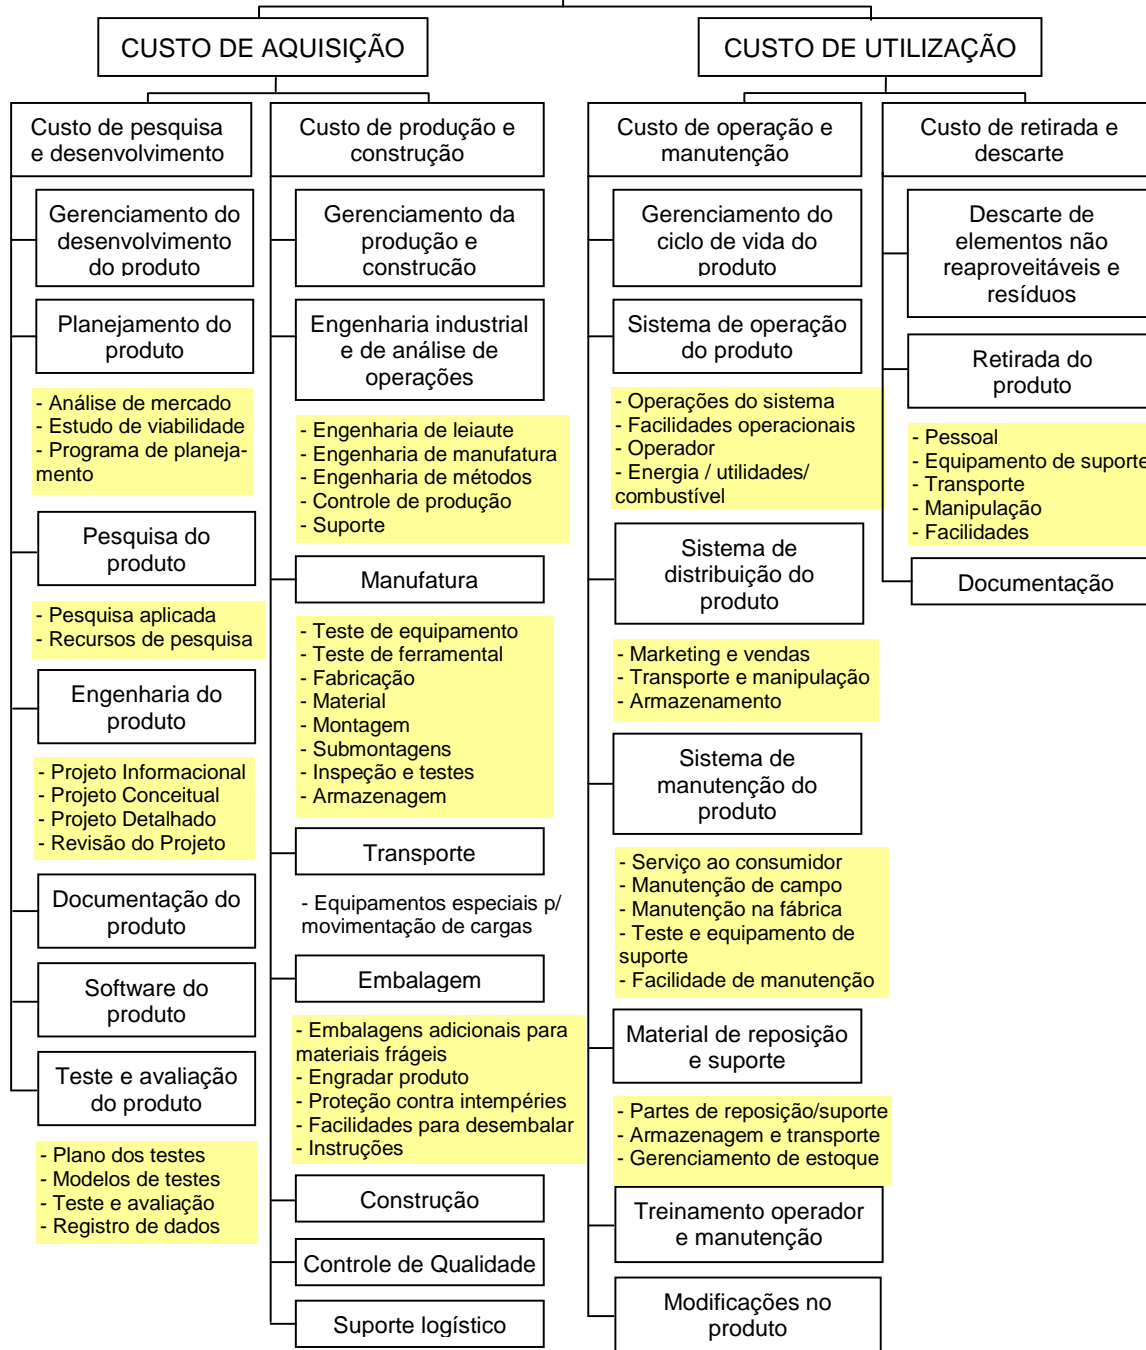 CUSTO DE AQUISIÇÃO
CUSTO DE UTILIZAÇÃO
Custo de pesquisa
e desenvolvimento
Gerenciamento do
desenvolvimento
do produto
Planejamento do
produto
- Análise de mercado
- Estudo de viabilidade
- Programa de planeja-
mento
Pesquisa do
produto
- Pesquisa aplicada
- Recursos de pesquisa
Engenharia do
produto
- Projeto Informacional
- Projeto Conceitual
- Projeto Detalhado
- Revisão do Projeto
Documentação do
produto
Software do
produto
Teste e avaliação
do produto
- Plano dos testes
- Modelos de testes
- Teste e avaliação
- Registro de dados
Custo de produção e
construção
Gerenciamento da
produção e
construção
Engenharia industrial
e de análise de
operações
- Engenharia de leiaute
- Engenharia de manufatura
- Engenharia de métodos
- Controle de produção
- Suporte
Manufatura
- Teste de equipamento
- Teste de ferramental
- Fabricação
- Material
- Montagem
- Submontagens
- Inspeção e testes
- Armazenagem
Transporte
- Equipamentos especiais p/
movimentação de cargas
Embalagem
- Embalagens adicionais para
materiais frágeis
- Engradar produto
- Proteção contra intempéries
- Facilidades para desembalar
- Instruções
Construção
Controle de Qualidade
Suporte logístico
Custo de operação e
manutenção
Gerenciamento do
ciclo de vida do
produto
Sistema de operação
do produto
- Operações do sistema
- Facilidades operacionais
- Operador
- Energia / utilidades/
combustível
Sistema de
distribuição do
produto
- Marketing e vendas
- Transporte e manipulação
- Armazenamento
Sistema de
manutenção do
produto
- Serviço ao consumidor
- Manutenção de campo
- Manutenção na fábrica
- Teste e equipamento de
suporte
- Facilidade de manutenção
Material de reposição
e suporte
- Partes de reposição/suporte
- Armazenagem e transporte
- Gerenciamento de estoque
Treinamento operador
e manutenção
Modificações no
produto
Custo de retirada e
descarte
Descarte de
elementos não
reaproveitáveis e
resíduos
Retirada do
produto
- Pessoal
- Equipamento de suporte
- Transporte
- Manipulação
- Facilidades
Documentação